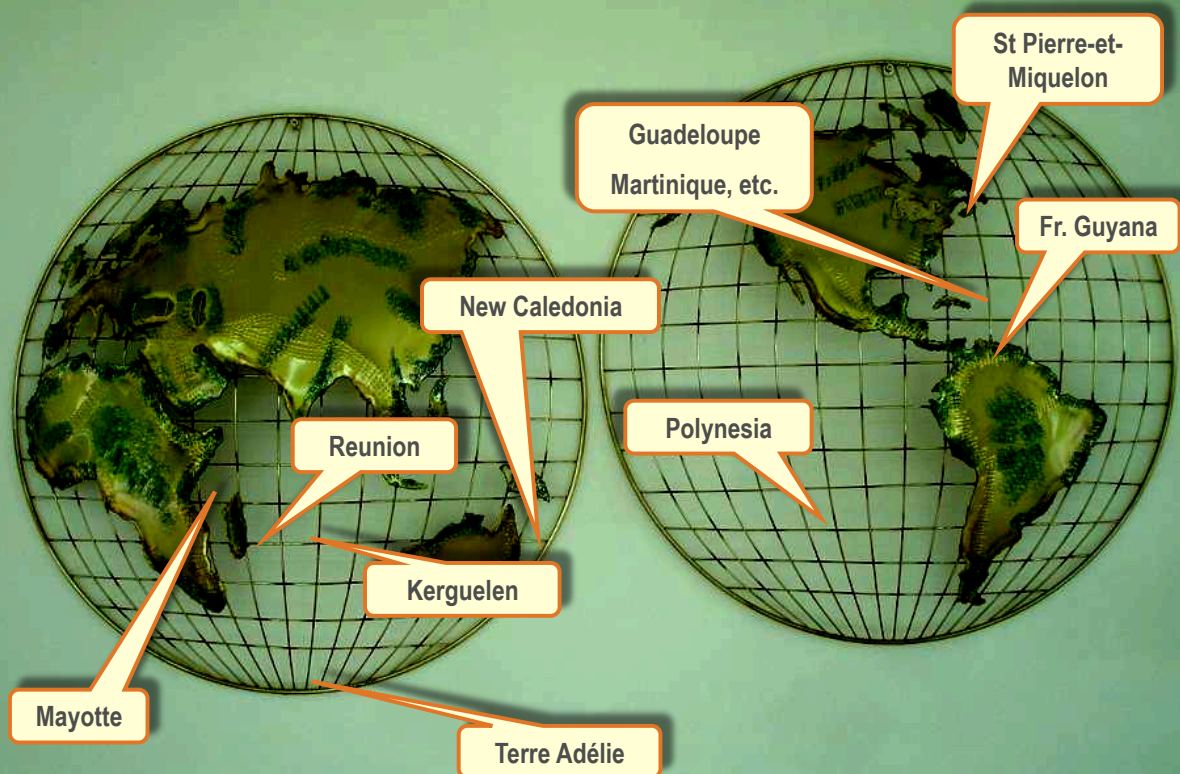 St Pierre-et-
Miquelon
Guadeloupe
Martinique, etc.
Fr. Guyana
New Caledonia
Polynesia
Reunion
Kerguelen
Mayotte
Terre Adélie